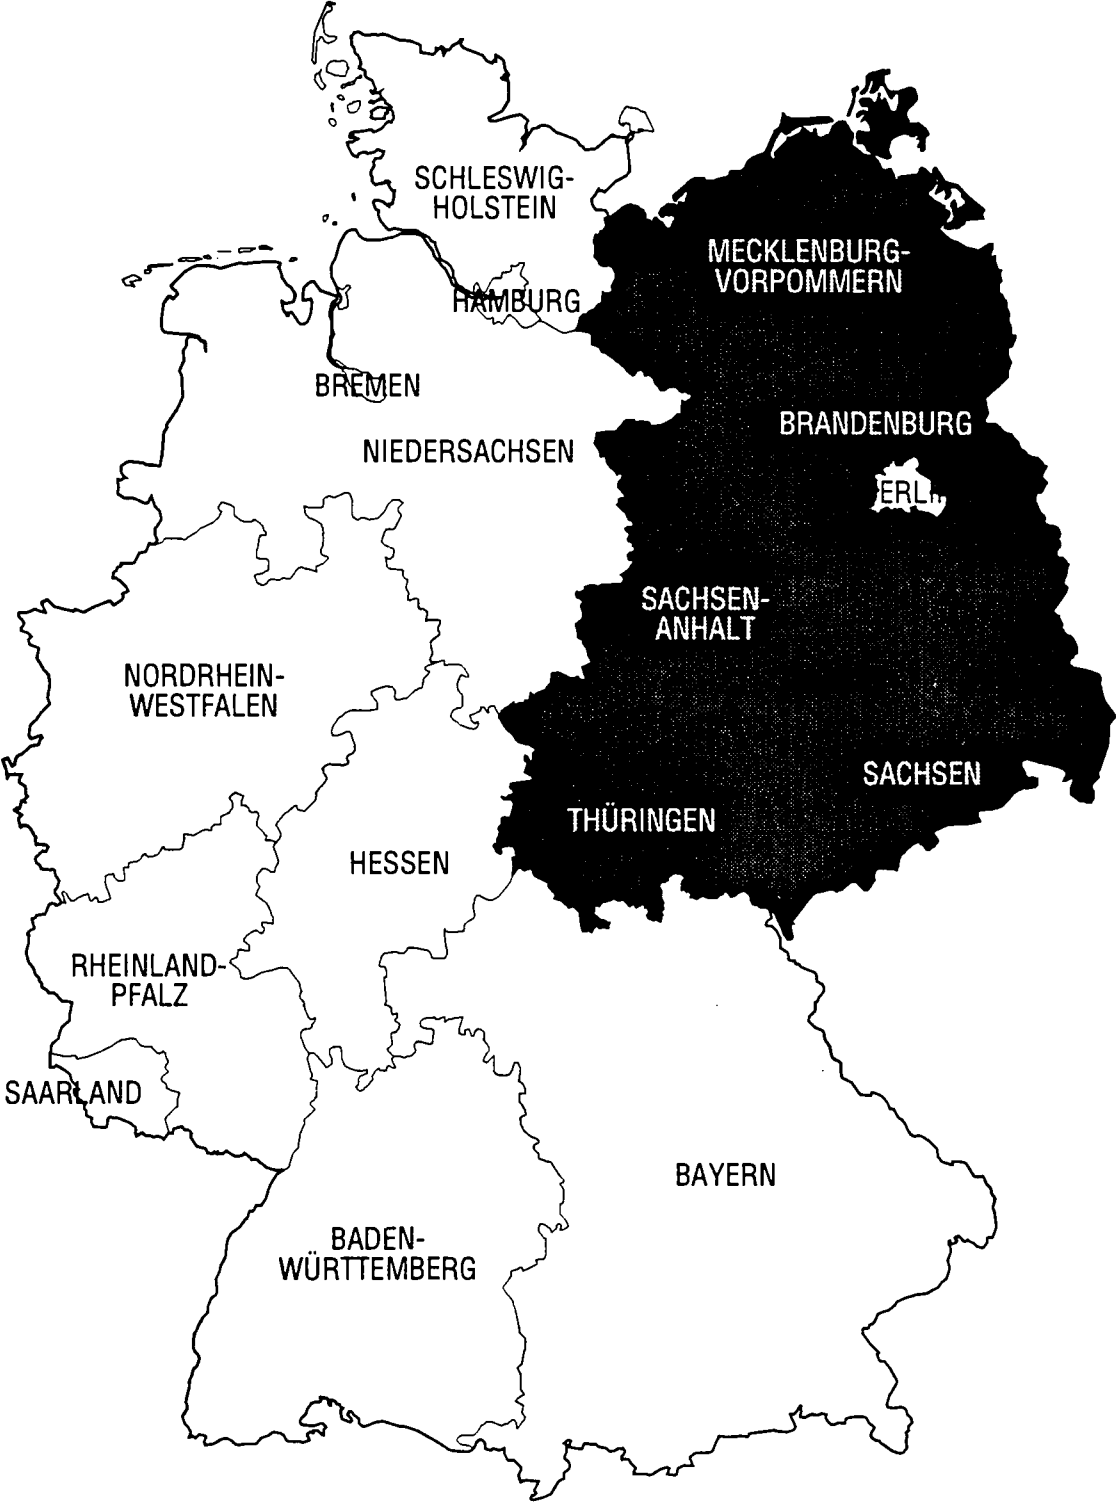 SCHLESWIG-
HOLSTEIN
MECKLENBURG-
VORPOMMERN
HAMBURG
BREMEN
BRANDENBURG
NIEDERSACHSEN
ERLIN
SACHSEN-
ANHALT
NORDRHEIN-
WESTFALEN
SACHSEN
THÜRINGEN
HESSEN
RHEINLAND-
PFALZ
SAARLAND
BAYERN
BADEN-
WÜRTTEMBERG